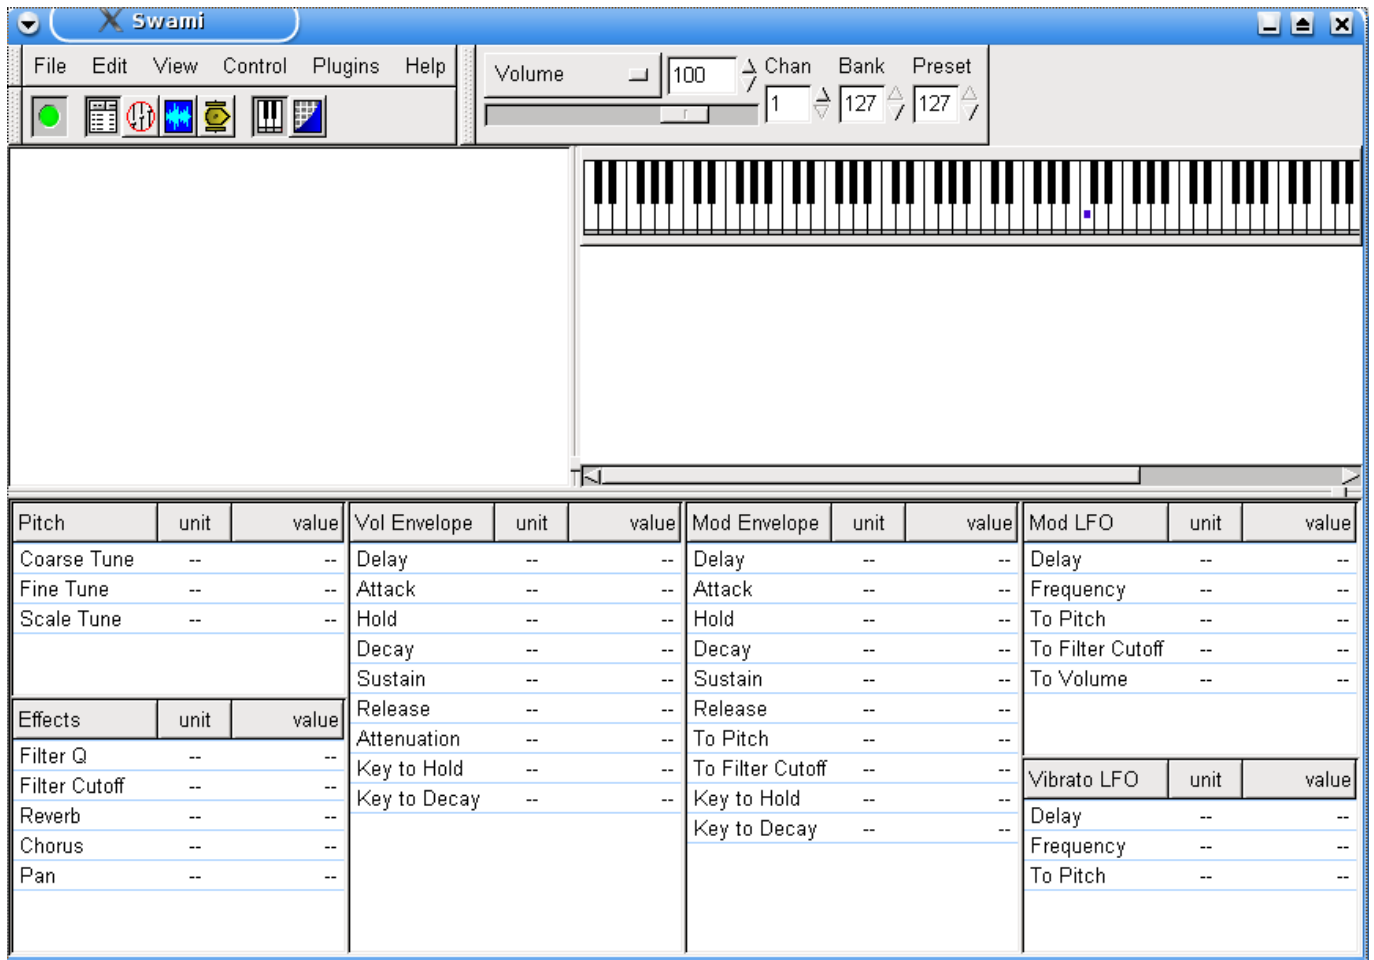 Swami
File Edit View Control Plugins Help
Volume 100 Chan Bank Preset
1 127 127
Pitch unit value
Coarse Tune -- --
Fine Tune -- --
Scale Tune -- --
Effects unit value
Filter Q -- --
Filter Cutoff -- --
Reverb -- --
Chorus -- --
Pan -- --
Vol Envelope unit value
Delay -- --
Attack -- --
Hold -- --
Decay -- --
Sustain -- --
Release -- --
Attenuation -- --
Key to Hold -- --
Key to Decay -- --
Mod Envelope unit value
Delay -- --
Attack -- --
Hold -- --
Decay -- --
Sustain -- --
Release -- --
To Pitch -- --
To Filter Cutoff -- --
Key to Hold -- --
Key to Decay -- --
Mod LFO unit value
Delay -- --
Frequency -- --
To Pitch -- --
To Filter Cutoff -- --
To Volume -- --
Vibrato LFO unit value
Delay -- --
Frequency -- --
To Pitch -- --